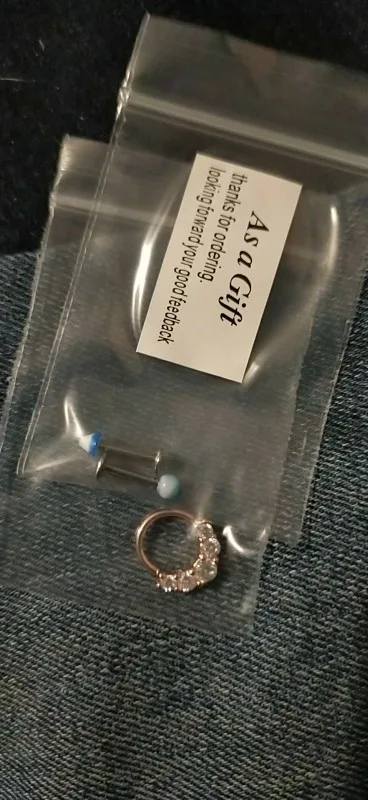 As a Gift
thanks for ordering.
looking forward your good feedback